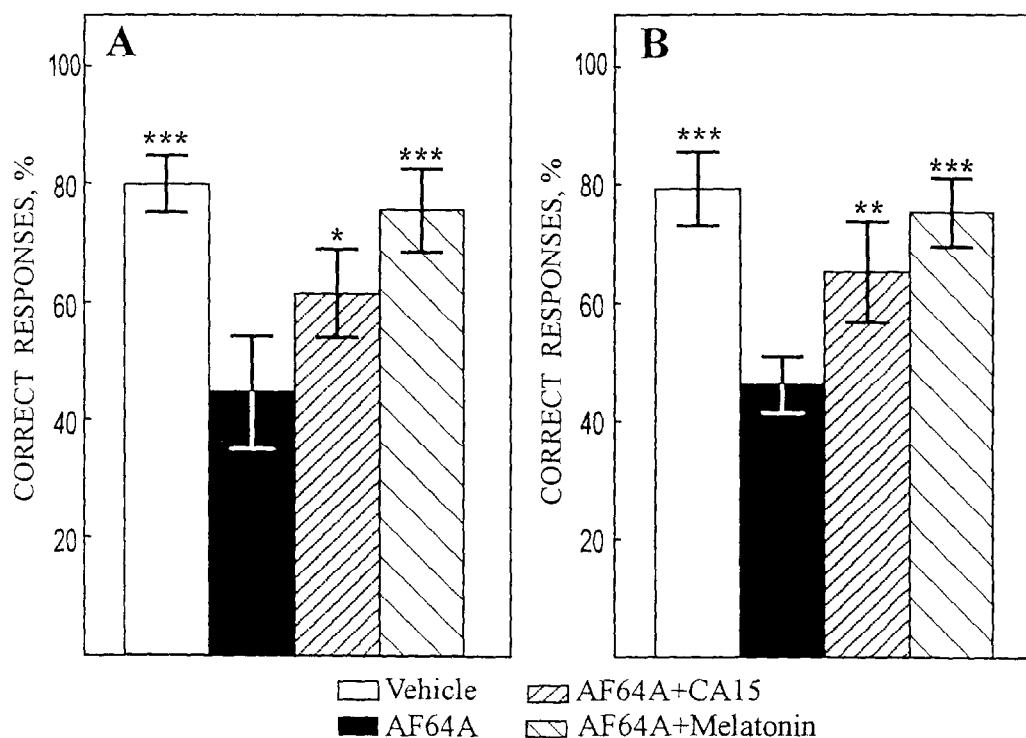 A
CORRECT RESPONSES, %
100
80
60
40
20
***
*
***
B
CORRECT RESPONSES, %
100
80
60
40
20
***
**
***
Vehicle
AF64A+CA15
AF64A
AF64A+Melatonin